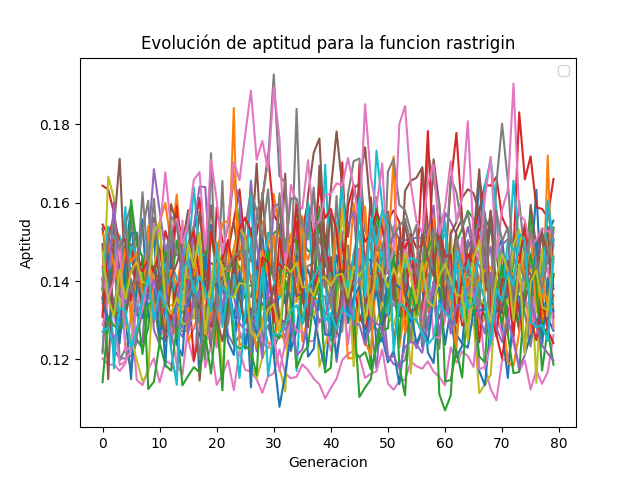 Evolución de aptitud para la funcion rastrigin
0.18
0.16
0.14
0.12
Aptitud
0 10 20 30 40 50 60 70 80
Generacion